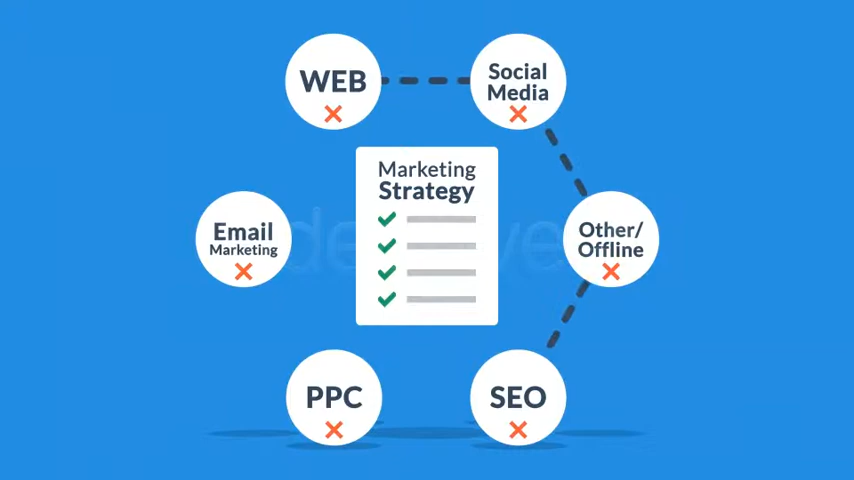 WEB
Social
Media
Marketing
Strategy
Email
Marketing
Other/
Offline
PPC
SEO